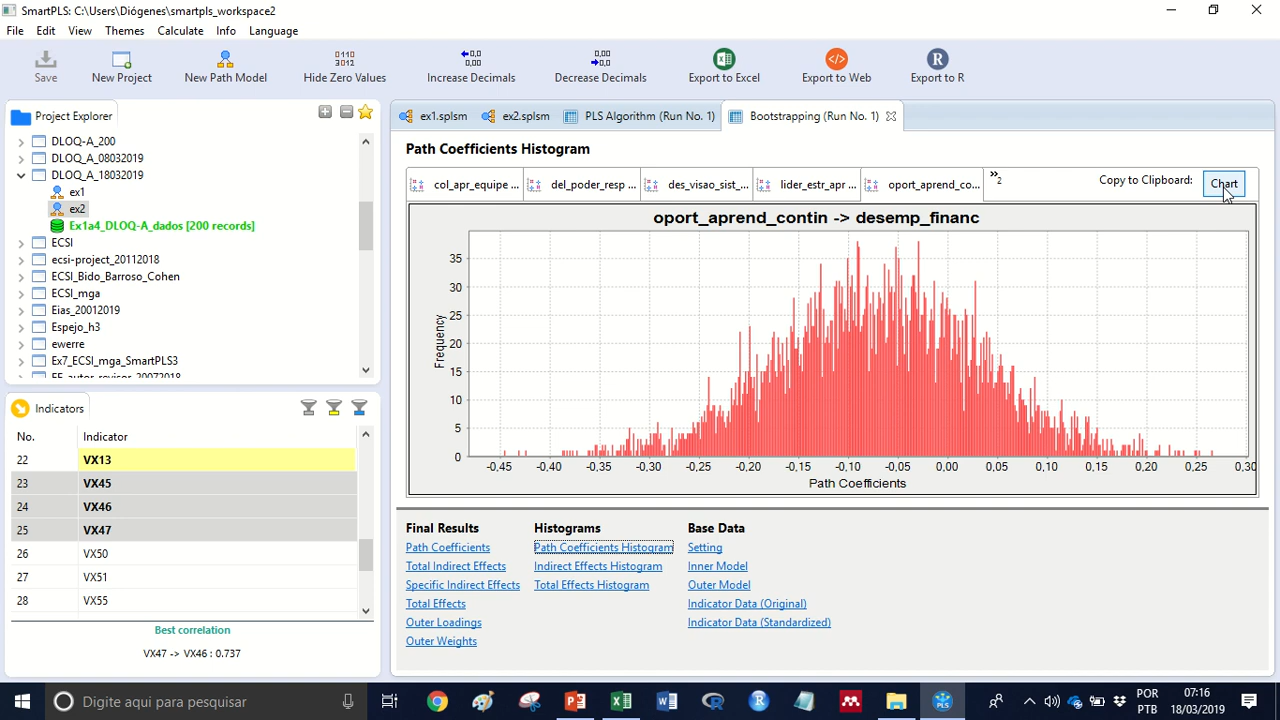 SmartPLS: C:\Users\Diógenes\smartpls_workspace2
File Edit View Themes Calculate Info Language
Save New Project New Path Model Hide Zero Values Increase Decimals Decrease Decimals Export to Excel Export to Web Export to R
Project Explorer
DLOQ-A_200
DLOQ_A_08032019
DLOQ_A_18032019
ex1
ex2
Ex1a4_DLOQ-A_dados [200 records]
ECSI
ecsi-project_20112018
ECSI_Bido_Barroso_Cohen
ECSI_mga
Eias_20012019
Espejo_h3
ewerre
Ex7_ECSI_mga_SmartPLS3
Indicators
No. Indicator
22 VX13
23 VX45
24 VX46
25 VX47
26 VX50
27 VX51
28 VX55
Best correlation
VX47 -> VX46 : 0.737
ex1.splsm ex2.splsm PLS Algorithm (Run No. 1) Bootstrapping (Run No. 1)
Path Coefficients Histogram
col_apr_equipe ... del_poder_resp ... des_visao_sist_... lider_estr_apr ... oport_aprend_co... »2 Copy to Clipboard: Chart
oport_aprend_contin -> desemp_financ
Frequency
35
30
25
20
15
10
5
0
-0,45 -0,40 -0,35 -0,30 -0,25 -0,20 -0,15 -0,10 -0,05 0,00 0,05 0,10 0,15 0,20 0,25 0,30
Path Coefficients
Final Results
Path Coefficients
Total Indirect Effects
Specific Indirect Effects
Total Effects
Outer Loadings
Outer Weights
Histograms
Path Coefficients Histogram
Indirect Effects Histogram
Total Effects Histogram
Base Data
Setting
Inner Model
Outer Model
Indicator Data (Original)
Indicator Data (Standardized)
Digite aqui para pesquisar
POR
PTB
07:16
18/03/2019